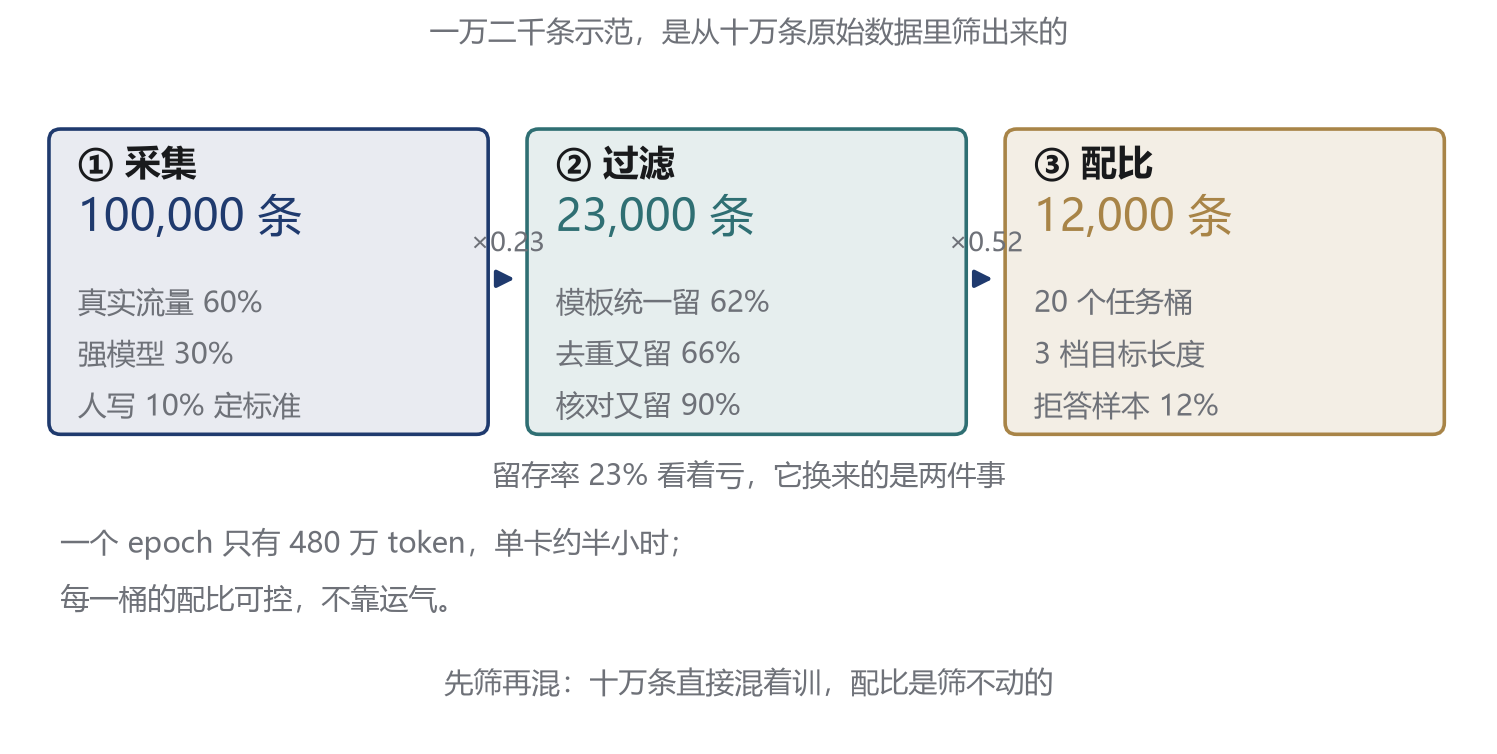 一万二千条示范，是从十万条原始数据里筛出来的
① 采集
100,000 条
真实流量 60%
强模型 30%
人写 10% 定标准
×0.23
② 过滤
23,000 条
模板统一留 62%
去重又留 66%
核对又留 90%
×0.52
③ 配比
12,000 条
20 个任务桶
3 档目标长度
拒答样本 12%
留存率 23% 看着亏，它换来的是两件事
一个 epoch 只有 480 万 token，单卡约半小时；
每一桶的配比可控，不靠运气。
先筛再混：十万条直接混着训，配比是筛不动的